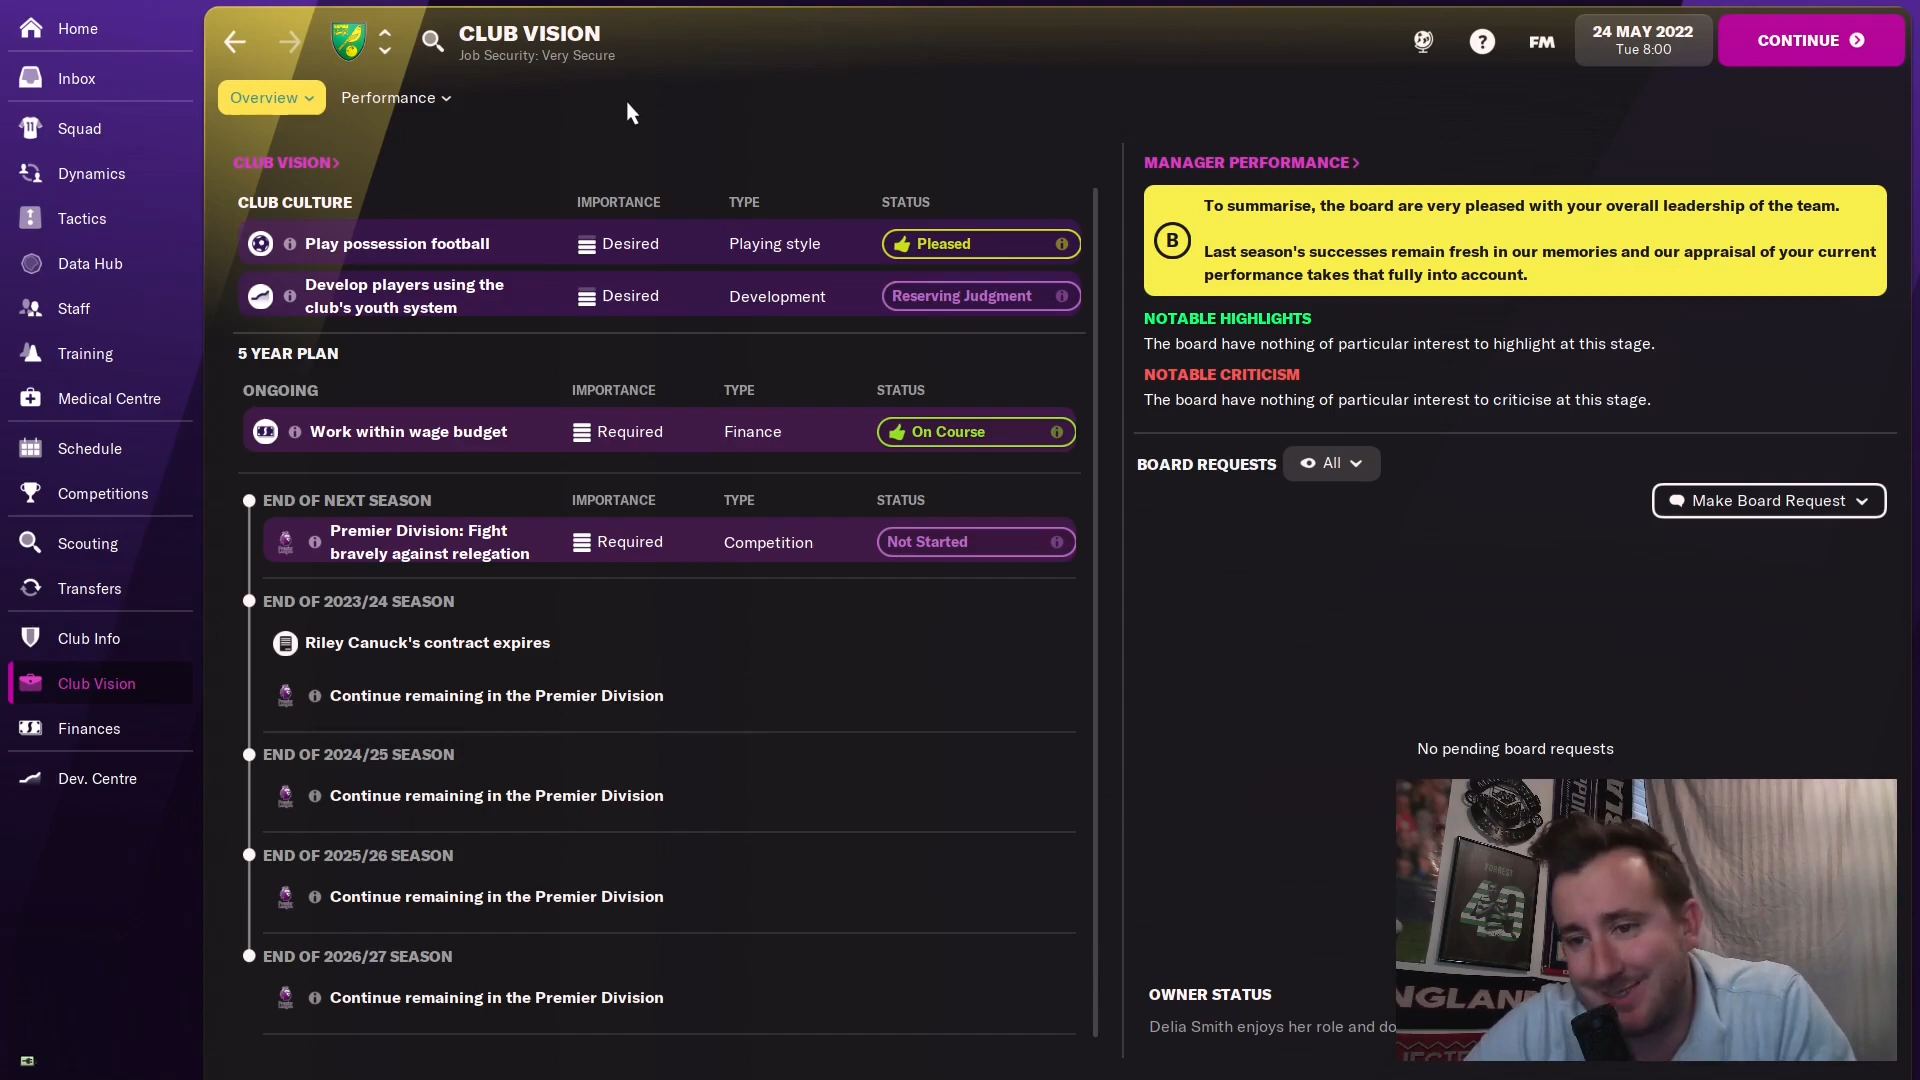 Home
Inbox
Squad
Dynamics
Tactics
Data Hub
Staff
Training
Medical Centre
Schedule
Competitions
Scouting
Transfers
Club Info
Club Vision
Finances
Dev. Centre
CLUB VISION
Job Security: Very Secure
FM
24 MAY 2022
Tue 8:00
CONTINUE
Overview
Performance
CLUB VISION>
CLUB CULTURE IMPORTANCE TYPE STATUS
Play possession football Desired Playing style Pleased
Develop players using the
club's youth system Desired Development Reserving Judgment
5 YEAR PLAN
ONGOING IMPORTANCE TYPE STATUS
Work within wage budget Required Finance On Course
END OF NEXT SEASON IMPORTANCE TYPE STATUS
Premier Division: Fight
bravely against relegation Required Competition Not Started
END OF 2023/24 SEASON
Riley Canuck's contract expires
Continue remaining in the Premier Division
END OF 2024/25 SEASON
Continue remaining in the Premier Division
END OF 2025/26 SEASON
Continue remaining in the Premier Division
END OF 2026/27 SEASON
Continue remaining in the Premier Division
MANAGER PERFORMANCE>
B
To summarise, the board are very pleased with your overall leadership of the team.
Last season's successes remain fresh in our memories and our appraisal of your current
performance takes that fully into account.
NOTABLE HIGHLIGHTS
The board have nothing of particular interest to highlight at this stage.
NOTABLE CRITICISM
The board have nothing of particular interest to criticise at this stage.
BOARD REQUESTS All
Make Board Request
No pending board requests
OWNER STATUS
Delia Smith enjoys her role and do
FORREST
49